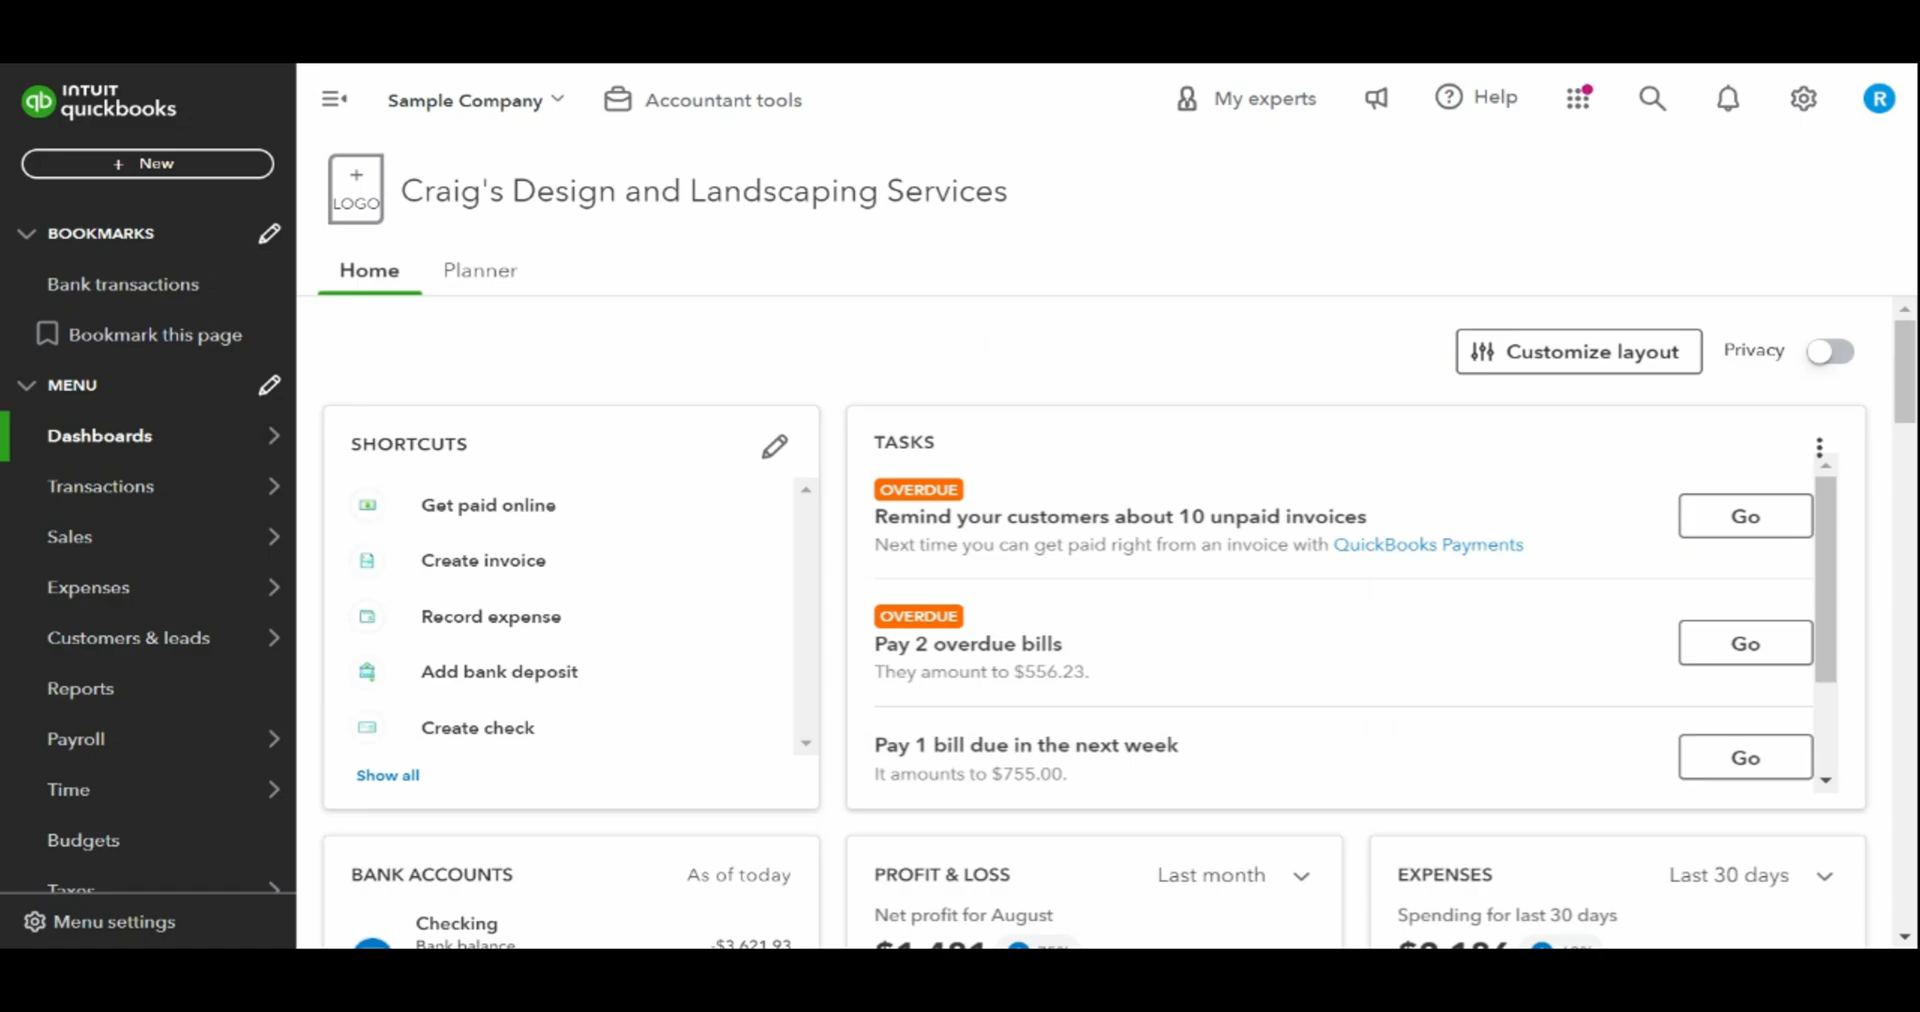 INTUIT
quickbooks
+ New
BOOKMARKS
Bank transactions
Bookmark this page
MENU
Dashboards
Transactions
Sales
Expenses
Customers & leads
Reports
Payroll
Time
Budgets
Taxes
Menu settings
Sample Company
Accountant tools
My experts
Help
R
+
LOGO
Craig's Design and Landscaping Services
Home
Planner
Customize layout
Privacy
SHORTCUTS
Get paid online
Create invoice
Record expense
Add bank deposit
Create check
Show all
TASKS
OVERDUE
Remind your customers about 10 unpaid invoices
Next time you can get paid right from an invoice with QuickBooks Payments
Go
OVERDUE
Pay 2 overdue bills
They amount to $556.23.
Go
Pay 1 bill due in the next week
It amounts to $755.00.
Go
BANK ACCOUNTS
As of today
Checking
Bank balance
-$3,621.93
PROFIT & LOSS
Last month
Net profit for August
EXPENSES
Last 30 days
Spending for last 30 days